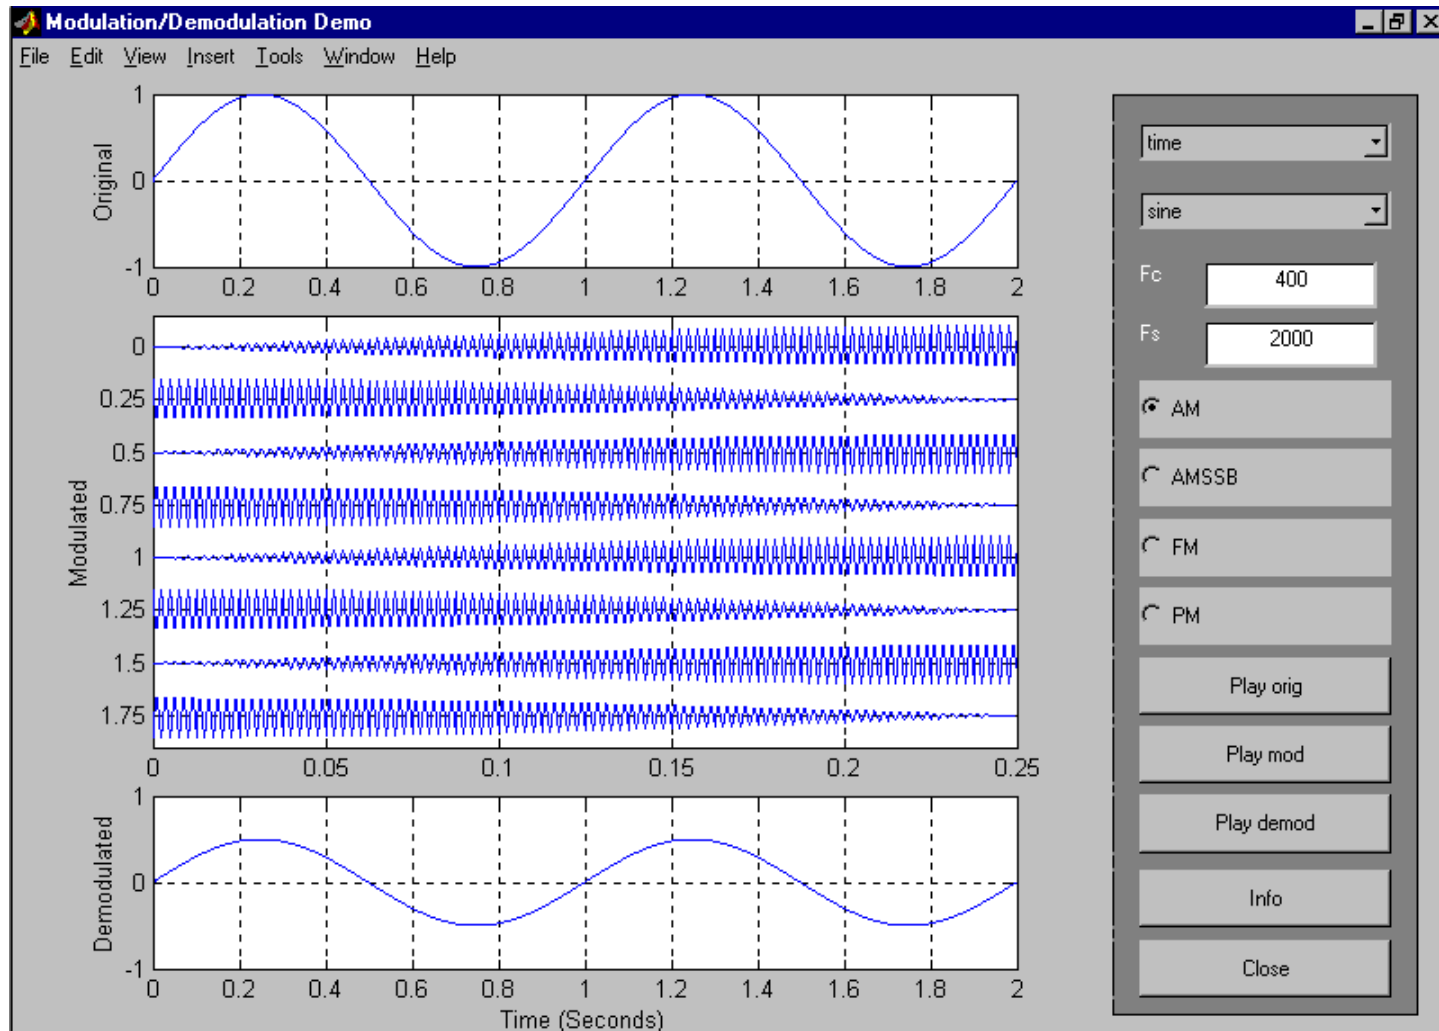 Modulation/Demodulation Demo
File Edit View Insert Tools Window Help
Original
1
0
-1
0 0.2 0.4 0.6 0.8 1 1.2 1.4 1.6 1.8 2
Modulated
0
0.25
0.5
0.75
1
1.25
1.5
1.75
0 0.05 0.1 0.15 0.2 0.25
Demodulated
1
0
-1
0 0.2 0.4 0.6 0.8 1 1.2 1.4 1.6 1.8 2
Time (Seconds)
time
sine
Fc 400
Fs 2000
AM
AMSSB
FM
PM
Play orig
Play mod
Play demod
Info
Close